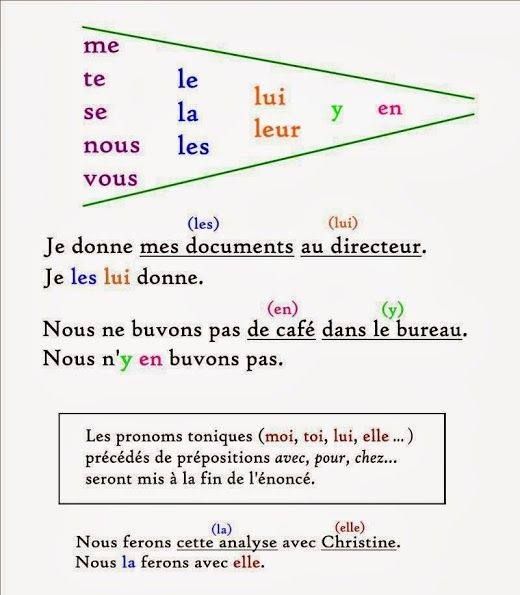 me
te
se
nous
vous
le
la
les
lui
leur
y
en
(les) (lui)
Je donne mes documents au directeur.
Je les lui donne.
(en) (y)
Nous ne buvons pas de café dans le bureau.
Nous n'y en buvons pas.
Les pronoms toniques (moi, toi, lui, elle ... )
précédés de prépositions avec, pour, chez...
seront mis à la fin de l'énoncé.
(la) (elle)
Nous ferons cette analyse avec Christine.
Nous la ferons avec elle.